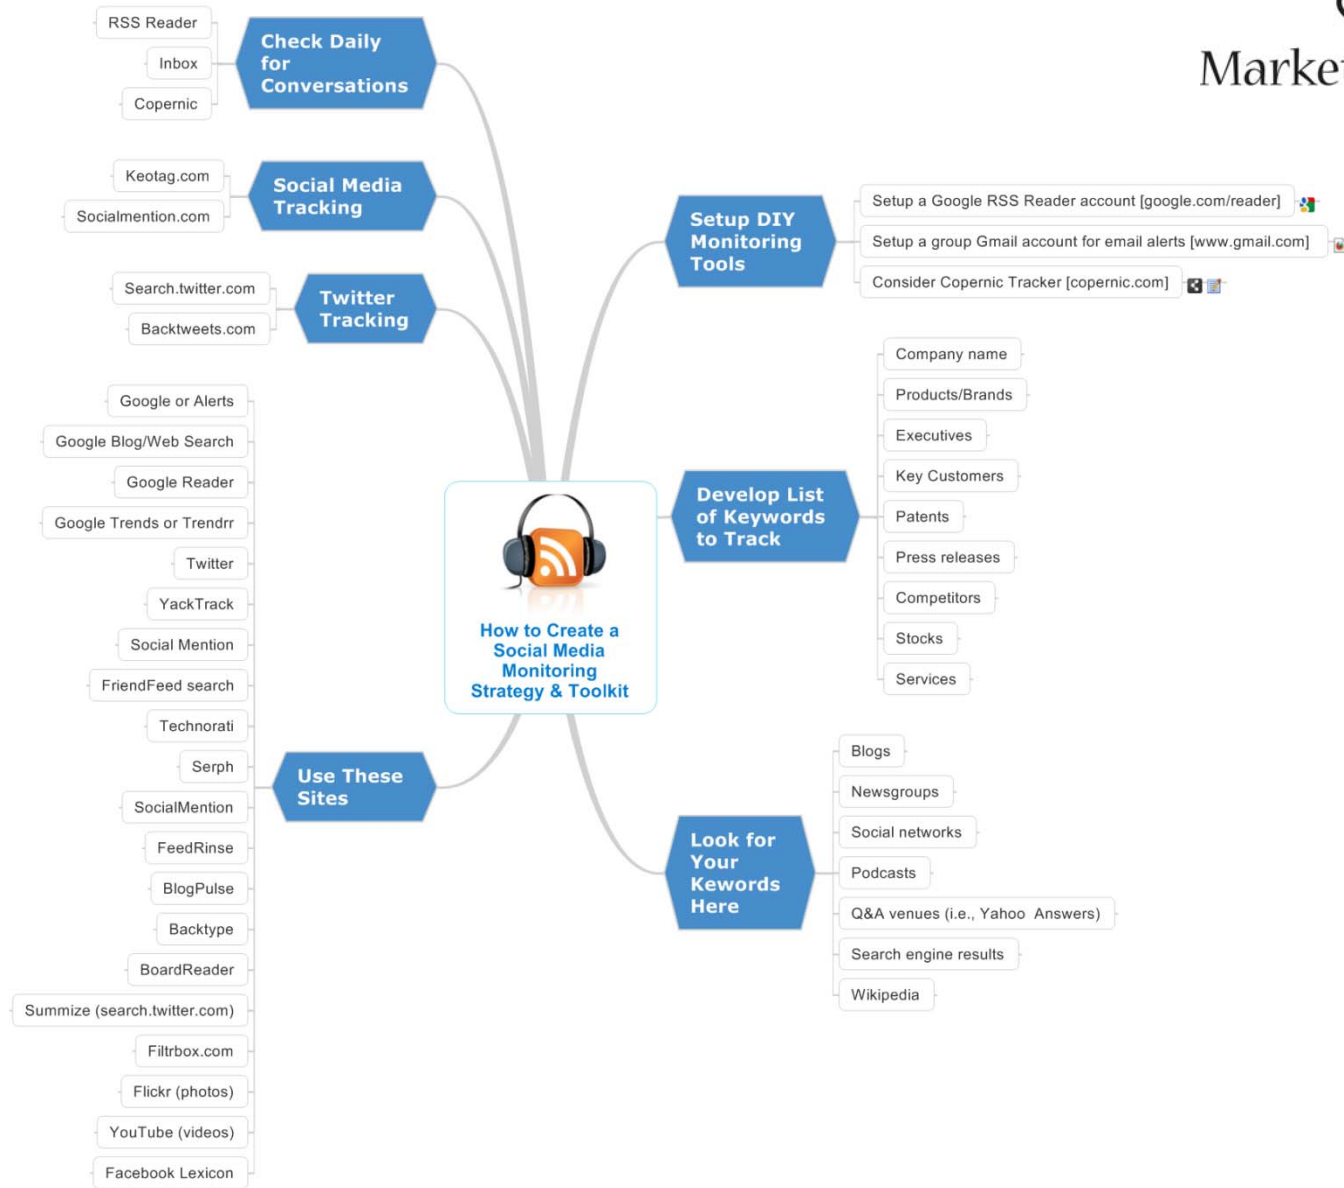 Marke
RSS Reader
Inbox
Copernic
Check Daily
for
Conversations
Keotag.com
Socialmention.com
Social Media
Tracking
Search.twitter.com
Backtweets.com
Twitter
Tracking
Google or Alerts
Google Blog/Web Search
Google Reader
Google Trends or Trendrr
Twitter
YackTrack
Social Mention
FriendFeed search
Technorati
Serph
SocialMention
FeedRinse
BlogPulse
Backtype
BoardReader
Summize (search.twitter.com)
Filtrbox.com
Flickr (photos)
YouTube (videos)
Facebook Lexicon
Use These
Sites
How to Create a
Social Media
Monitoring
Strategy & Toolkit
Setup DIY
Monitoring
Tools
Setup a Google RSS Reader account [google.com/reader]
Setup a group Gmail account for email alerts [www.gmail.com]
Consider Copernic Tracker [copernic.com]
Develop List
of Keywords
to Track
Company name
Products/Brands
Executives
Key Customers
Patents
Press releases
Competitors
Stocks
Services
Look for
Your
Kewords
Here
Blogs
Newsgroups
Social networks
Podcasts
Q&A venues (i.e., Yahoo  Answers)
Search engine results
Wikipedia